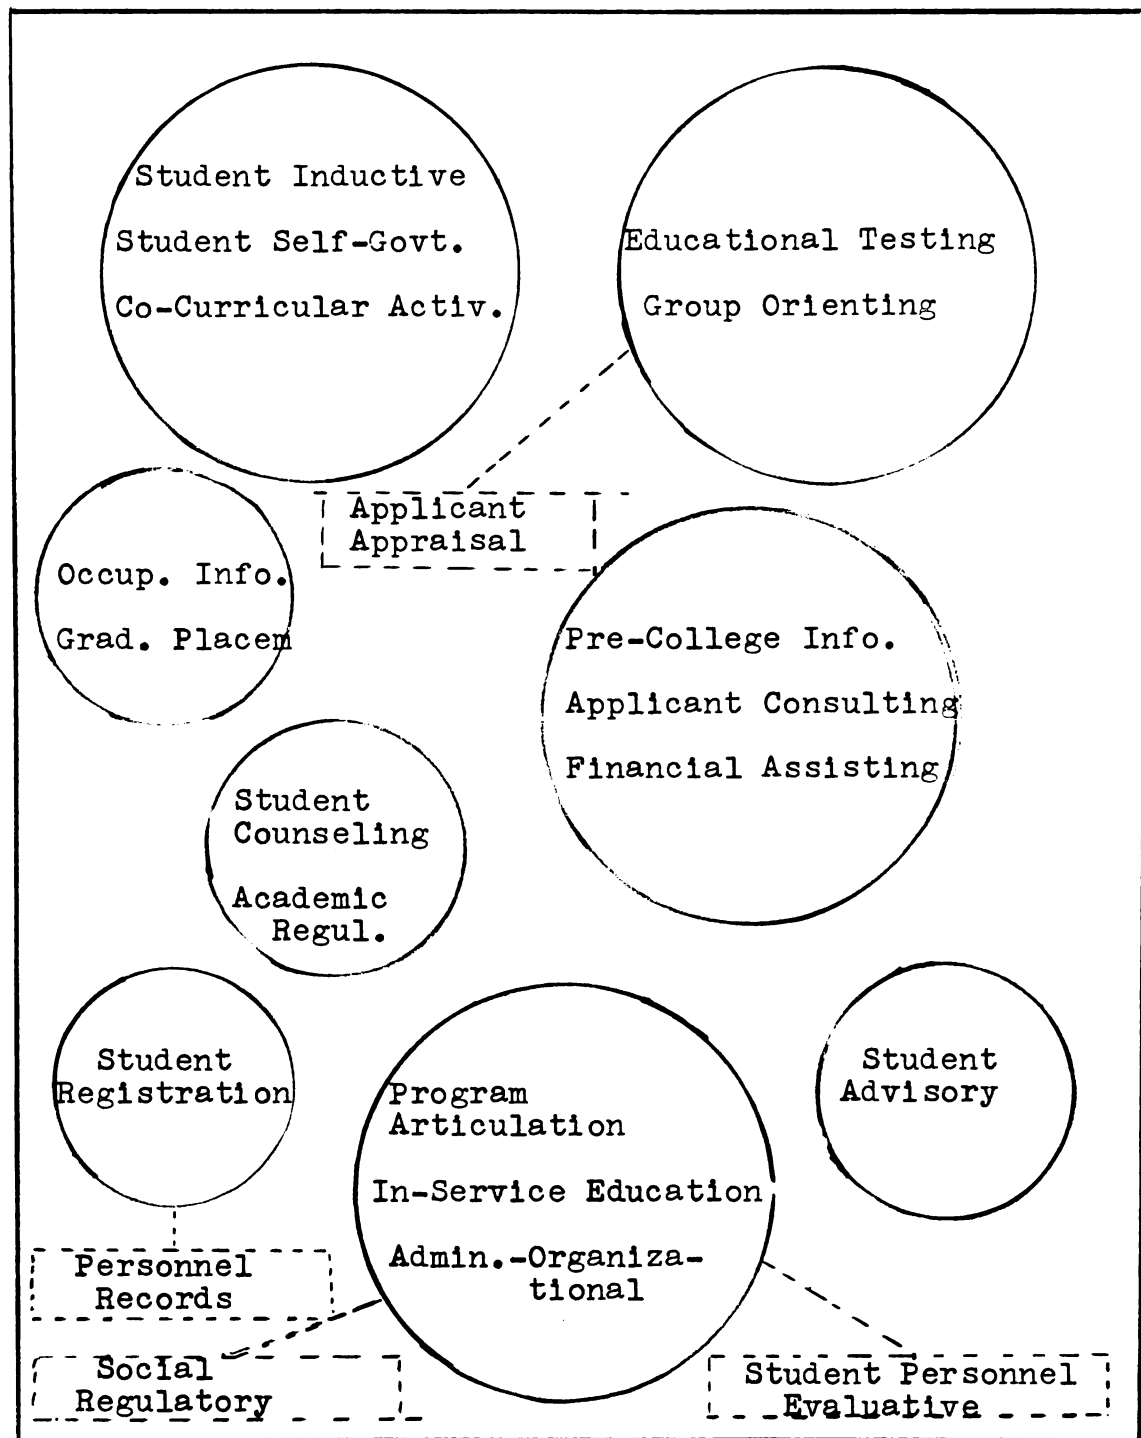 Student Inductive
Student Self-Govt.
Co-Curricular Activ.
Educational Testing
Group Orienting
Applicant
Appraisal
Occup. Info.
Grad. Placem
Pre-College Info.
Applicant Consulting
Financial Assisting
Student
Counseling
Academic
Regul.
Student
Registration
Program
Articulation
In-Service Education
Admin.-Organiza-
tional
Student
Advisory
Personnel
Records
Social
Regulatory
Student Personnel
Evaluative